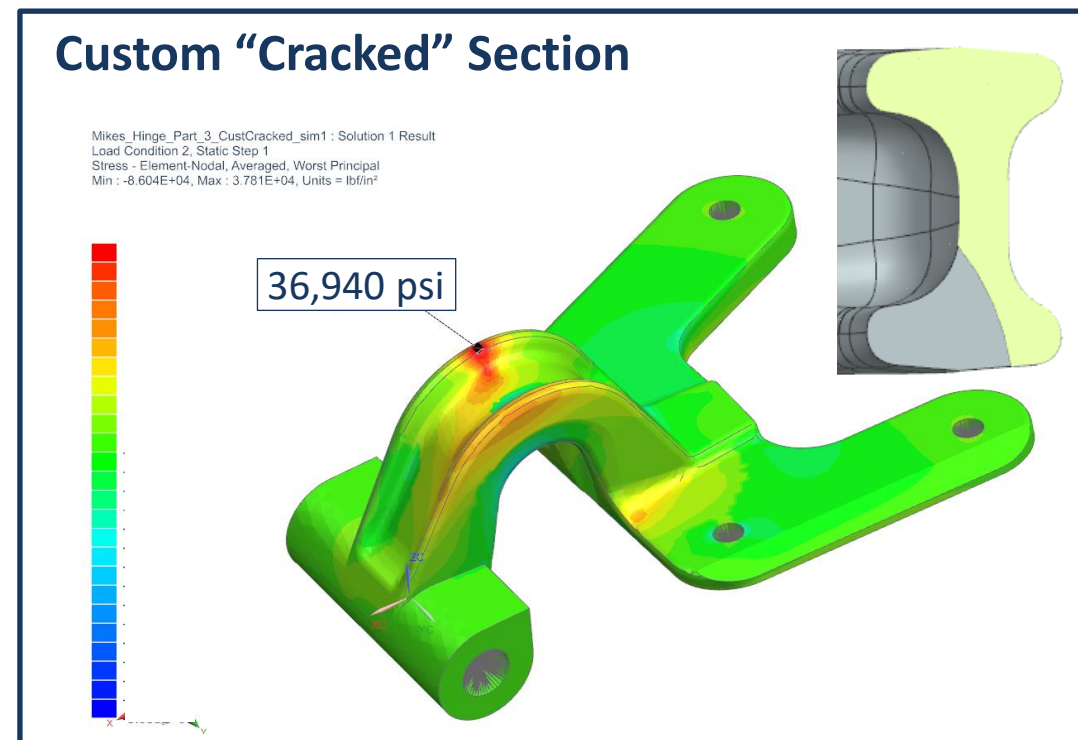 Custom “Cracked” Section
Mikes_Hinge_Part_3_CustCracked_sim1 : Solution 1 Result
Load Condition 2, Static Step 1
Stress - Element-Nodal, Averaged, Worst Principal
Min : -8.604E+04, Max : 3.781E+04, Units = lbf/in²
36,940 psi
ZC
XC
YC
X
Y